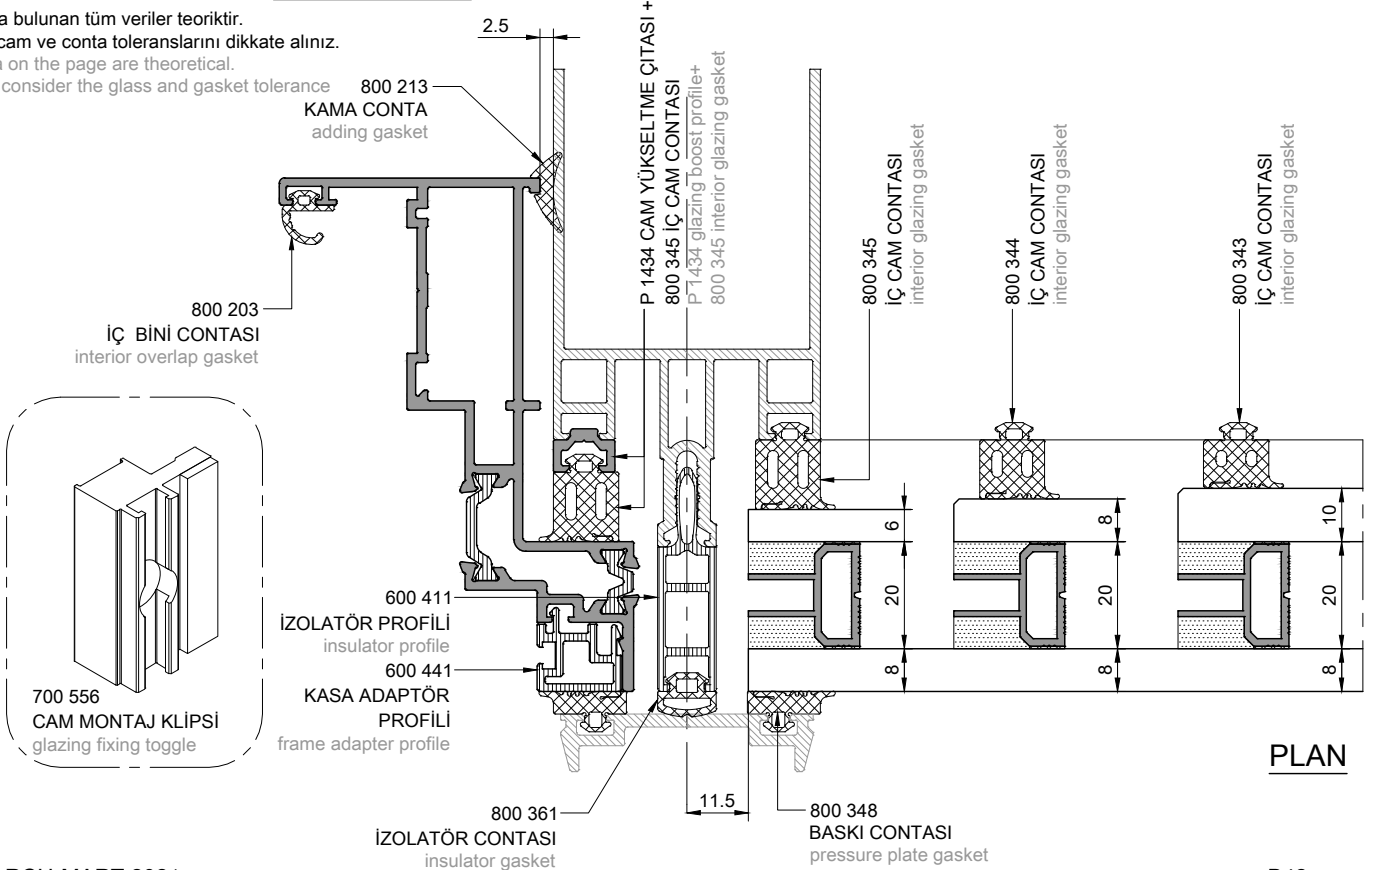 a bulunan tüm veriler teoriktir.
cam ve conta toleranslarını dikkate alınız.
on the page are theoretical.
consider the glass and gasket tolerance
2.5
800 213
KAMA CONTA
adding gasket
P 1434 CAM YÜKSELTME ÇITASI +
800 345 İÇ CAM CONTASI
P 1434 glazing boost profile+
800 345 interior glazing gasket
800 345
İÇ CAM CONTASI
interior glazing gasket
800 344
İÇ CAM CONTASI
interior glazing gasket
800 343
İÇ CAM CONTASI
interior glazing gasket
800 203
İÇ BİNİ CONTASI
interior overlap gasket
6
20
8
8
20
8
10
20
8
600 411
İZOLATÖR PROFİLİ
insulator profile
600 441
KASA ADAPTÖR
PROFİLİ
frame adapter profile
700 556
CAM MONTAJ KLİPSİ
glazing fixing toggle
PLAN
11.5
800 361
İZOLATÖR CONTASI
insulator gasket
800 348
BASKI CONTASI
pressure plate gasket